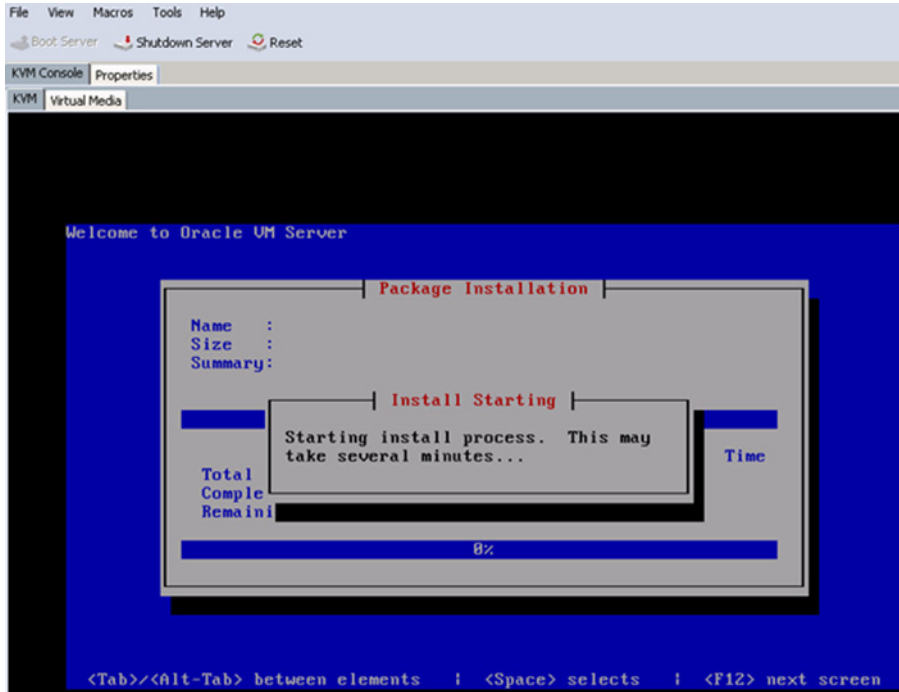 File View Macros Tools Help
Boot Server Shutdown Server Reset
KVM Console Properties
KVM Virtual Media
Welcome to Oracle VM Server
Package Installation
Name :
Size :
Summary:
Install Starting
Starting install process. This may
take several minutes...
Time
Total
Comple
Remaini
0%
<Tab>/<Alt-Tab> between elements | <Space> selects | <F12> next screen